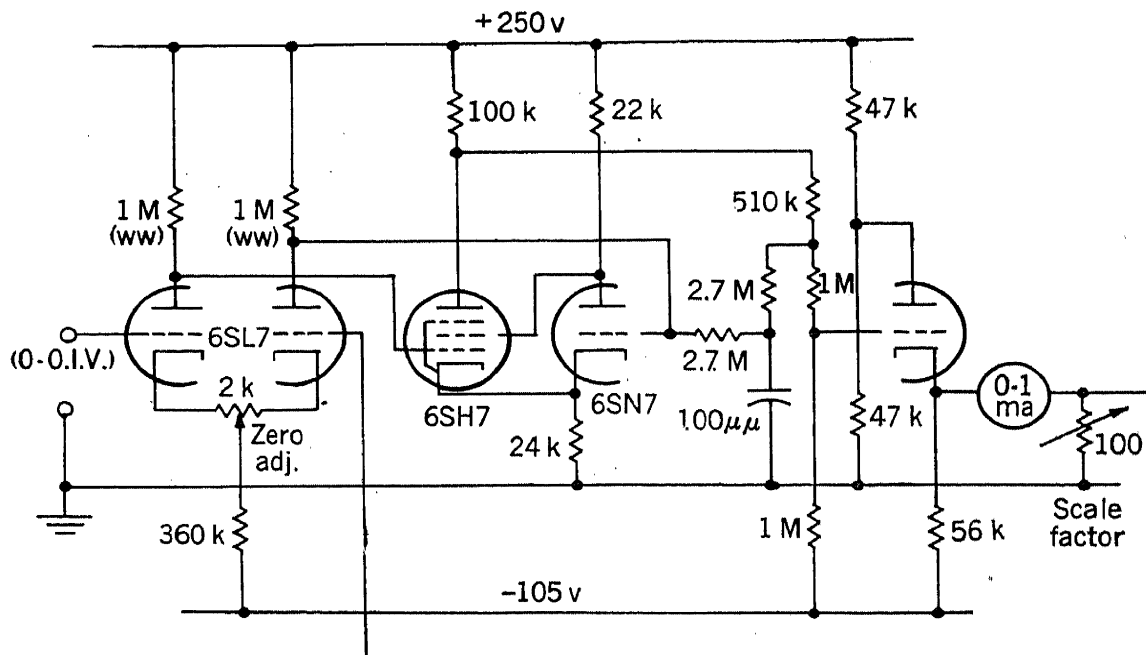 +250 v
100 k
22 k
47 k
1 M
(ww)
1 M
(ww)
510 k
2.7 M
1M
(0-0.I.V.)
6SL7
2.7 M
2 k
6SH7
6SN7
100μμ
47 k
0-1
ma
100
Zero
adj.
24 k
360 k
1 M
56 k
Scale
factor
-105 v